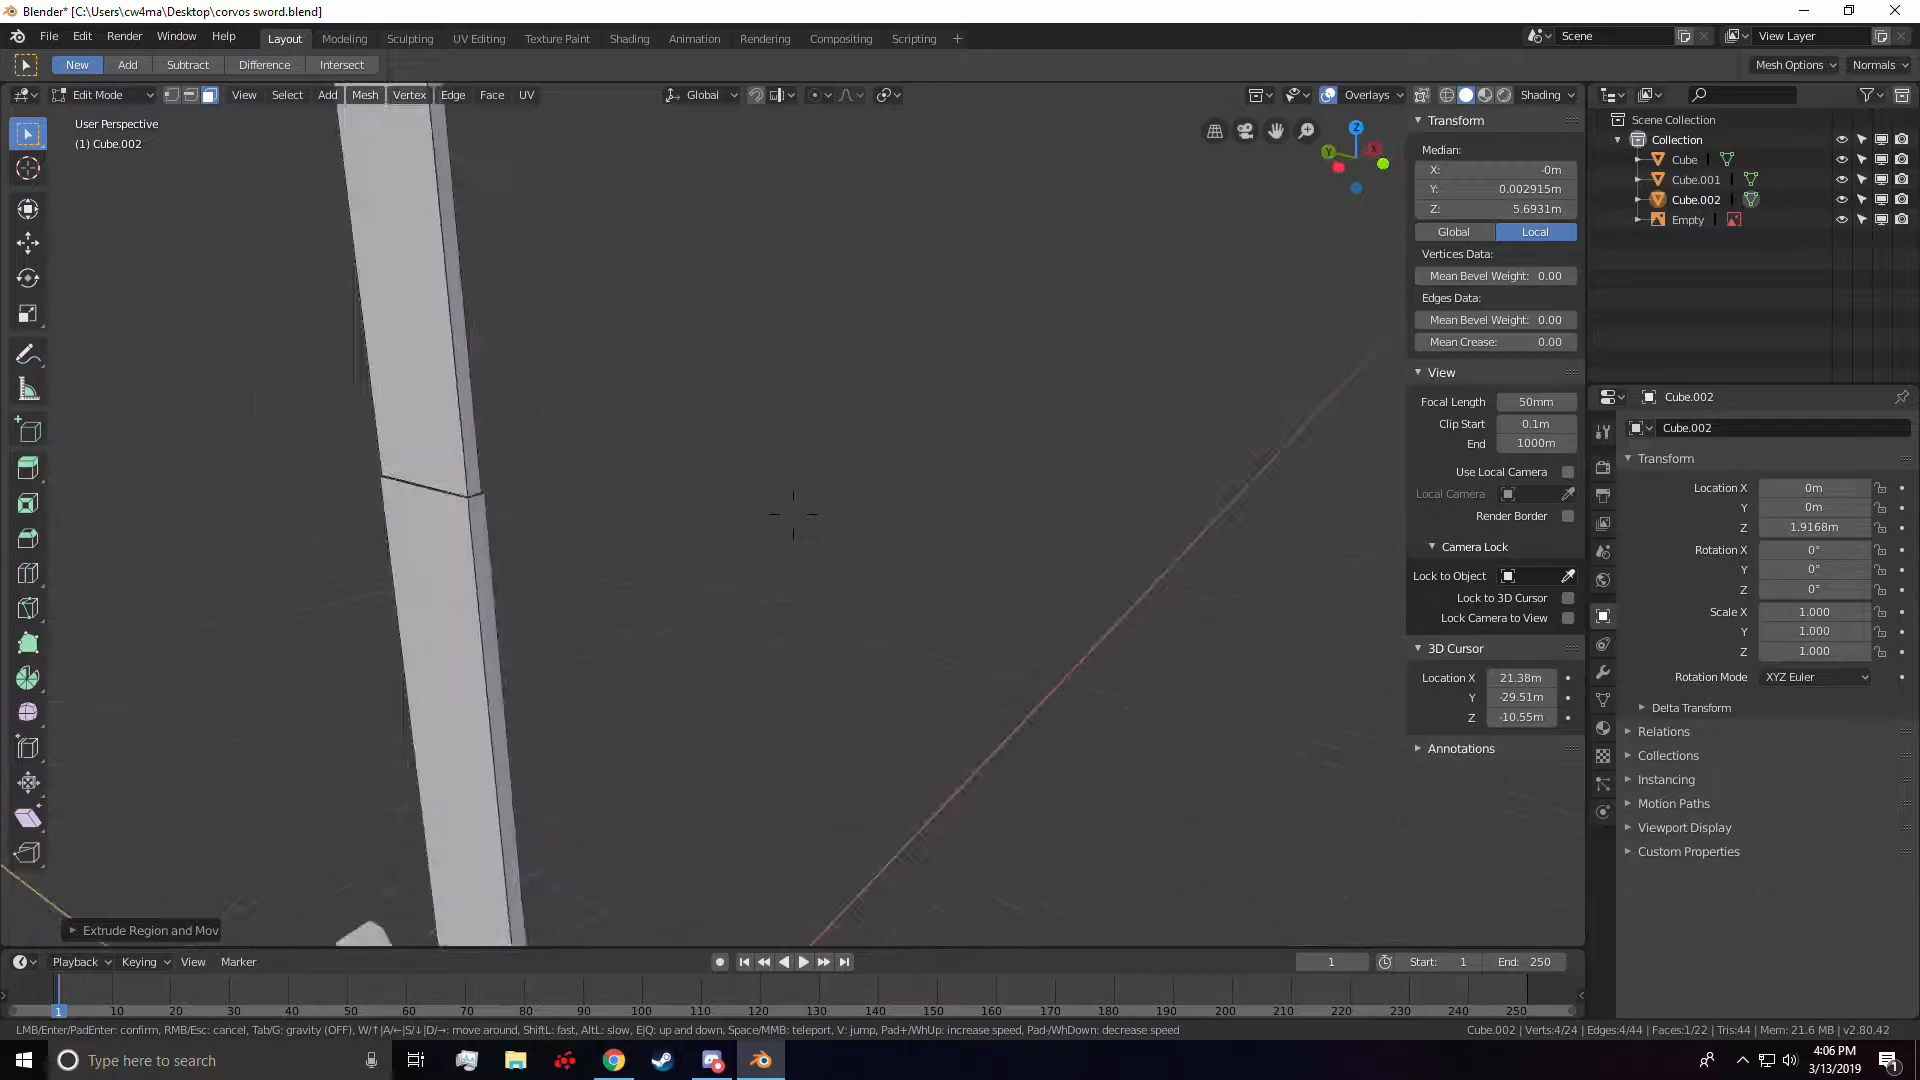 Blender* [C:\Users\cw4ma\Desktop\corvos sword.blend]
File Edit Render Window Help Layout Modeling Sculpting UV Editing Texture Paint Shading Animation Rendering Compositing Scripting + Scene View Layer
New Add Subtract Difference Intersect Mesh Options Normals
Edit Mode View Select Add Mesh Vertex Edge Face UV Global Overlays Shading
User Perspective
(1) Cube.002
Z
Y
X
Transform
Median:
X: -0m
Y: 0.002915m
Z: 5.6931m
Global Local
Vertices Data:
Mean Bevel Weight: 0.00
Edges Data:
Mean Bevel Weight: 0.00
Mean Crease: 0.00
View
Focal Length 50mm
Clip Start 0.1m
End 1000m
Use Local Camera
Local Camera
Render Border
Camera Lock
Lock to Object
Lock to 3D Cursor
Lock Camera to View
3D Cursor
Location X 21.38m
Y -29.51m
Z -10.55m
Annotations
Scene Collection
Collection
Cube
Cube.001
Cube.002
Empty
Cube.002
Cube.002
Transform
Location X 0m
Y 0m
Z 1.9168m
Rotation X 0°
Y 0°
Z 0°
Scale X 1.000
Y 1.000
Z 1.000
Rotation Mode XYZ Euler
Delta Transform
Relations
Collections
Instancing
Motion Paths
Viewport Display
Custom Properties
Extrude Region and Mov
Playback Keying View Marker 1 Start: 1 End: 250
1 10 20 30 40 50 60 70 80 90 100 110 120 130 140 150 160 170 180 190 200 210 220 230 240 250
LMB/Enter/PadEnter: confirm, RMB/Esc: cancel, Tab/G: gravity (OFF), W/↑|A/←|S/↓|D/→: move around, ShiftL: fast, AltL: slow, E|Q: up and down, Space/MMB: teleport, V: jump, Pad+/WhUp: increase speed, Pad-/WhDown: decrease speed
Cube.002 | Verts:4/24 | Edges:4/44 | Faces:1/22 | Tris:44 | Mem: 21.6 MB | v2.80.42
Type here to search
4:06 PM
3/13/2019
1